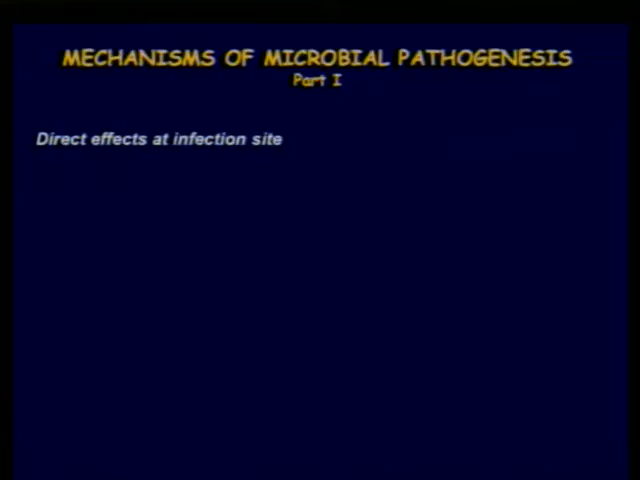 MECHANISMS OF MICROBIAL PATHOGENESIS
Part I
Direct effects at infection site